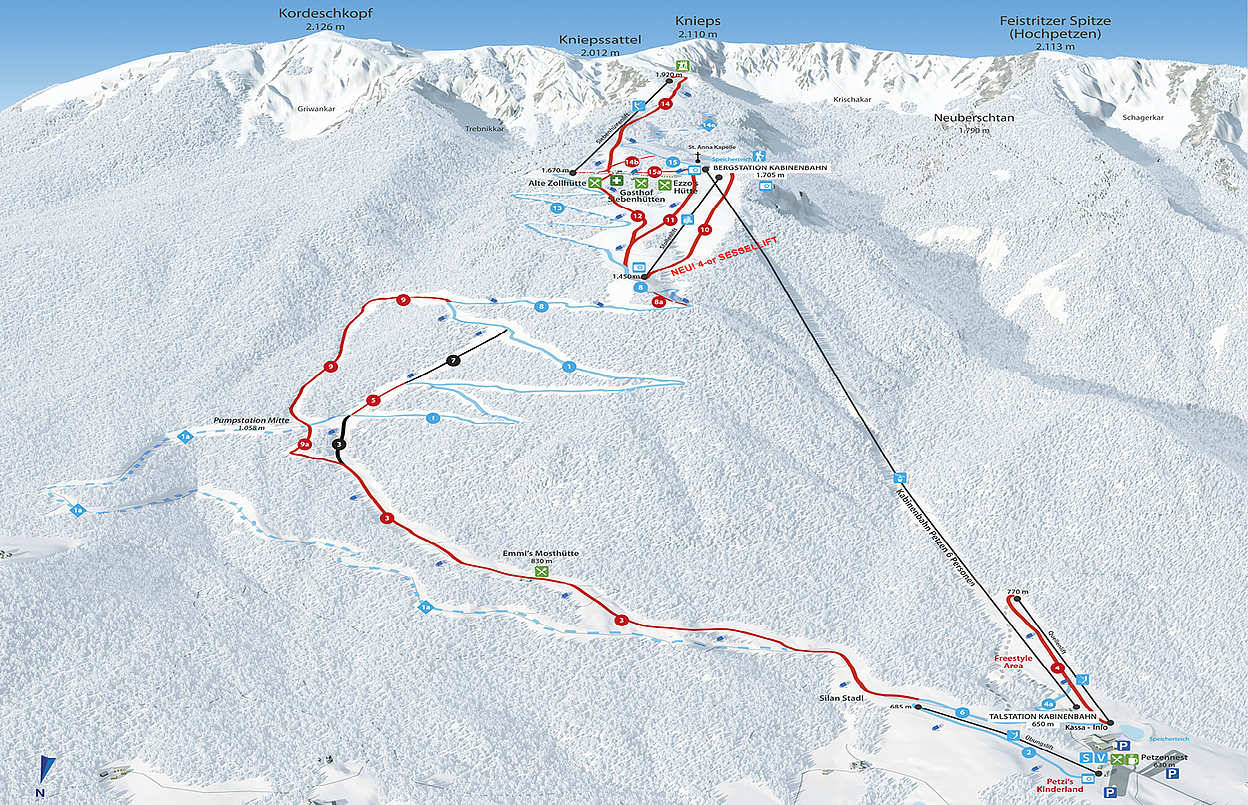 Kordeschkopf
2.126 m
Kniepssattel
2.012 m
Knieps
2.110 m
Feistritzer Spitze
(Hochpetzen)
2.113 m
1.920 m
Griwankar
Trebnikkar
Krischakar
Schagerkar
Neuberschtan
1.790 m
14
14a
Siebenhüttenlift
St. Anna Kapelle
14b
15
Speicherteich
1.670 m
15a
BERGSTATION KABINENBAHN
1.705 m
Alte Zollhütte
Gasthof
Siebenhütten
Ezzo's
Hütte
13
12
11
10
NEU! 4-er SESSELLIFT
1.450 m
8
8a
9
8
7
1
9
5
1
Pumpstation Mitte
1.058 m
1a
9a
3
1a
3
Kabinenbahn Petzen 6 Personen
Emmi's Mosthütte
830 m
1a
3
770 m
Quellenlift
Freestyle
Area
4
Silan Stadl
685 m
6
4a
TALSTATION KABINENBAHN
650 m
Kassa - Info
Speicherteich
Übungslift
2
P
S V
Petzennest
630 m
P
Petzi's
Kinderland
P
N